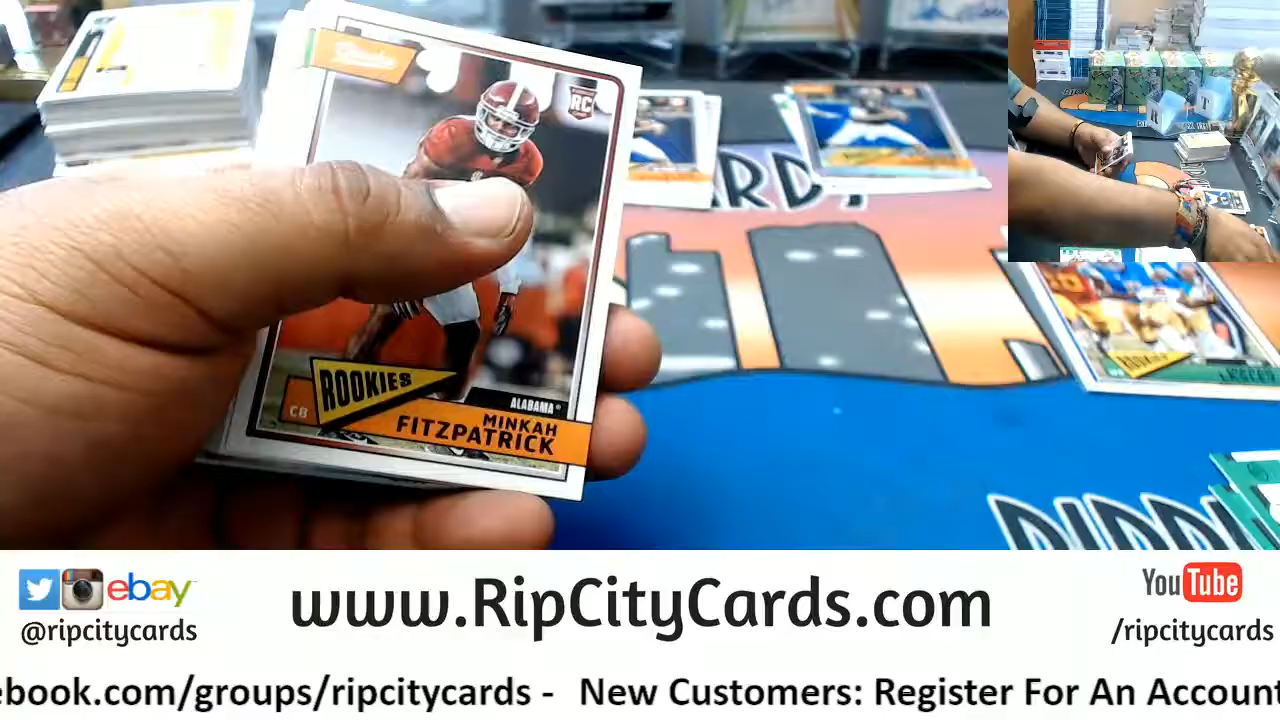 RC
ROOKIES
CB
ALABAMA
MINKAH
FITZPATRICK
ROOKIES
ebay
@ripcitycards
www.RipCityCards.com
YouTube
/ripcitycards
ebook.com/groups/ripcitycards - New Customers: Register For An Account